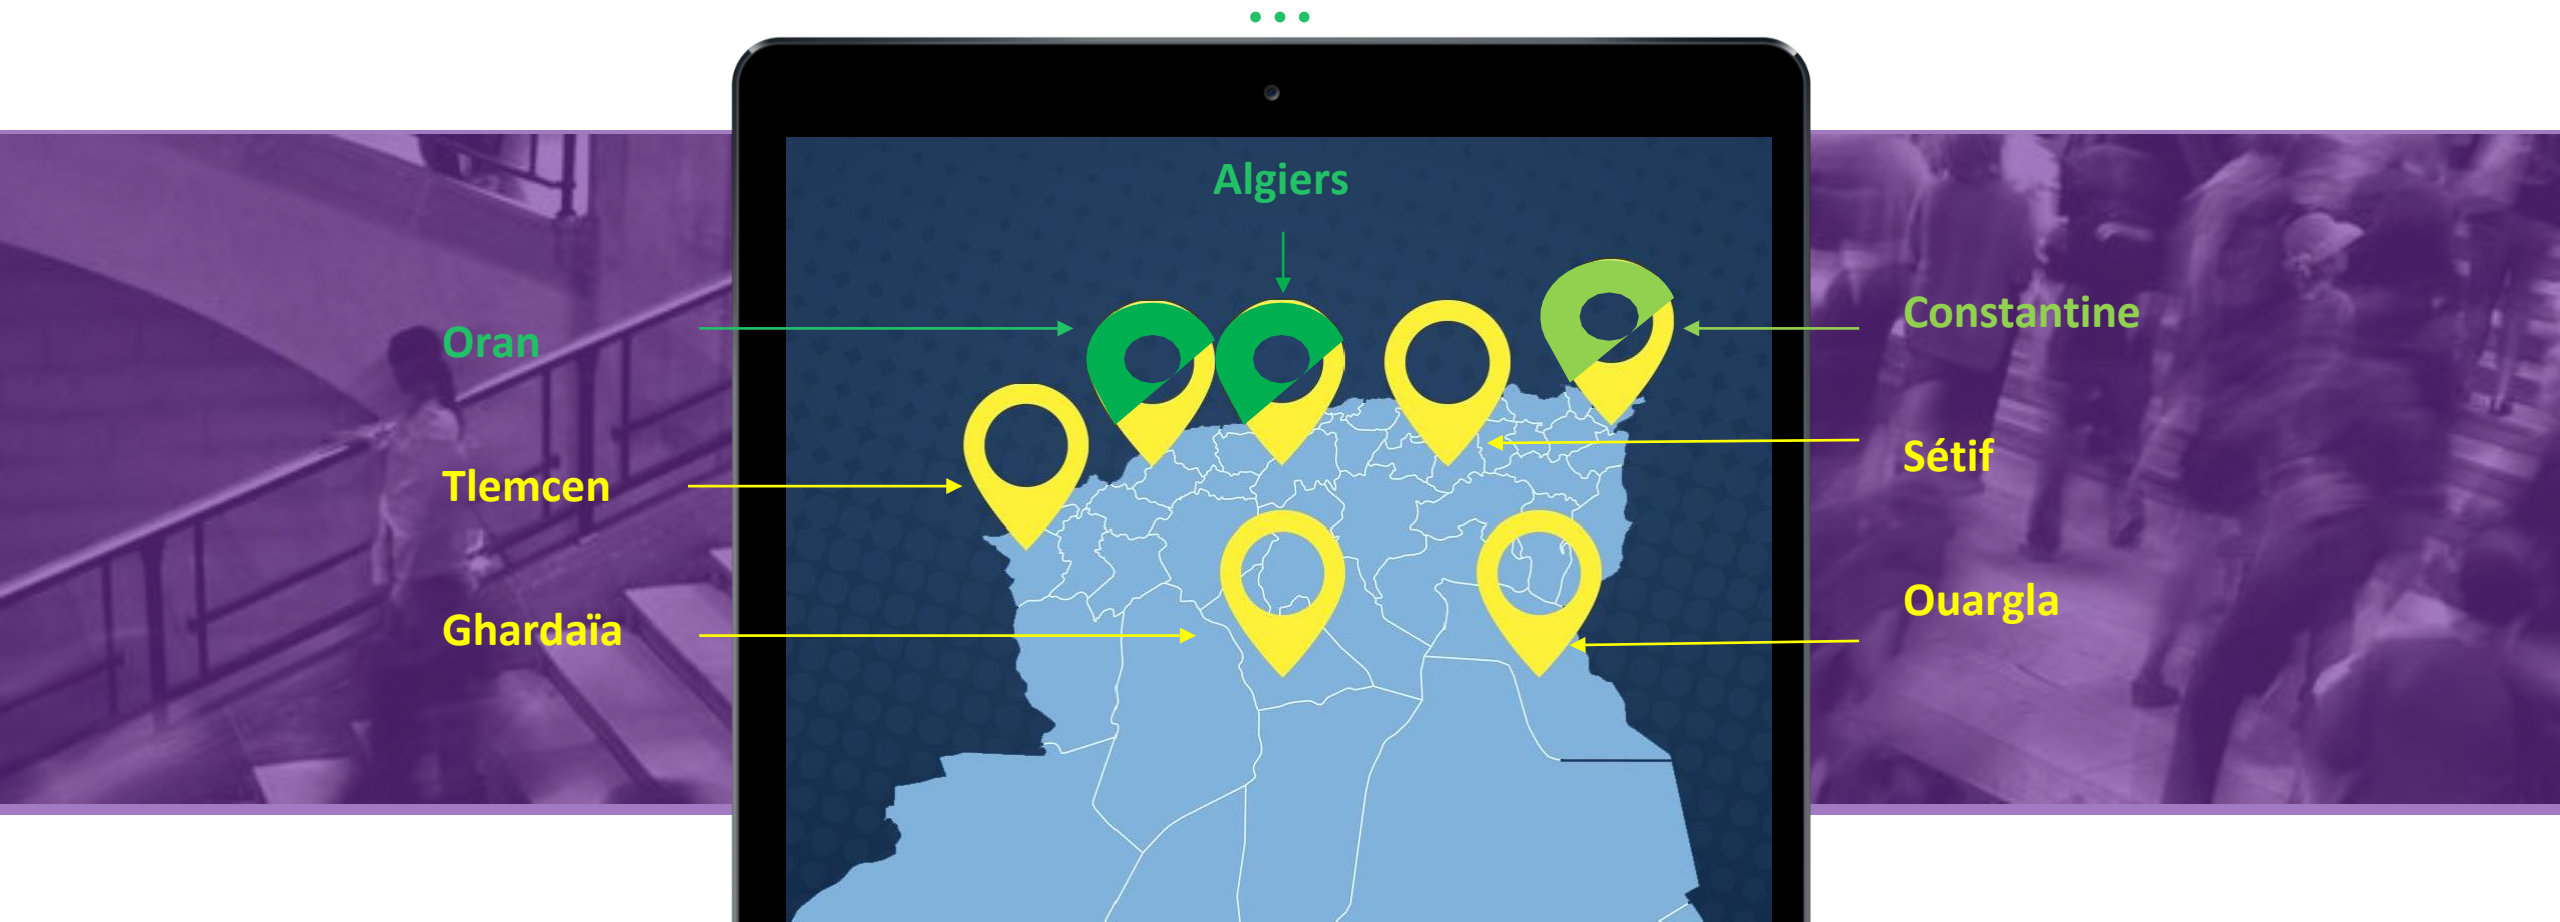 Algiers
Oran
Tlemcen
Ghardaïa
Constantine
Sétif
Ouargla